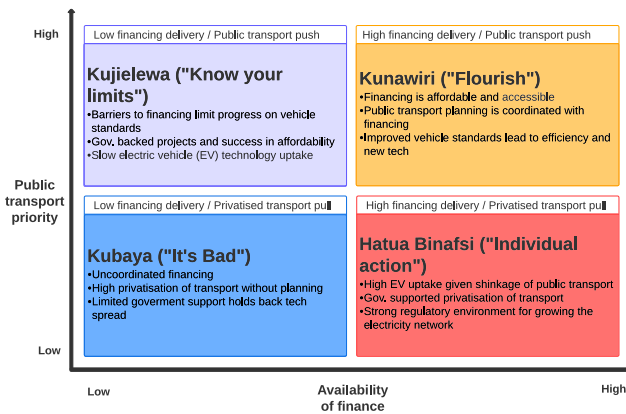 High
Low financing delivery / Public transport push
Kujielewa ("Know your
limits")
•Barriers to financing limit progress on vehicle
standards
•Gov. backed projects and success in affordability
•Slow electric vehicle (EV) technology uptake
High financing delivery / Public transport push
Kunawiri ("Flourish")
•Financing is affordable and accessible
•Public transport planning is coordinated with
financing
•Improved vehicle standards lead to efficiency and
new tech
Public
transport
priority
Low financing delivery / Privatised transport pull
Kubaya ("It's Bad")
•Uncoordinated financing
•High privatisation of transport without planning
•Limited goverment support holds back tech
spread
High financing delivery / Privatised transport pull
Hatua Binafsi ("Individual
action")
•High EV uptake given shinkage of public transport
•Gov. supported privatisation of transport
•Strong regulatory environment for growing the
electricity network
Low
Low
Availability
of finance
High